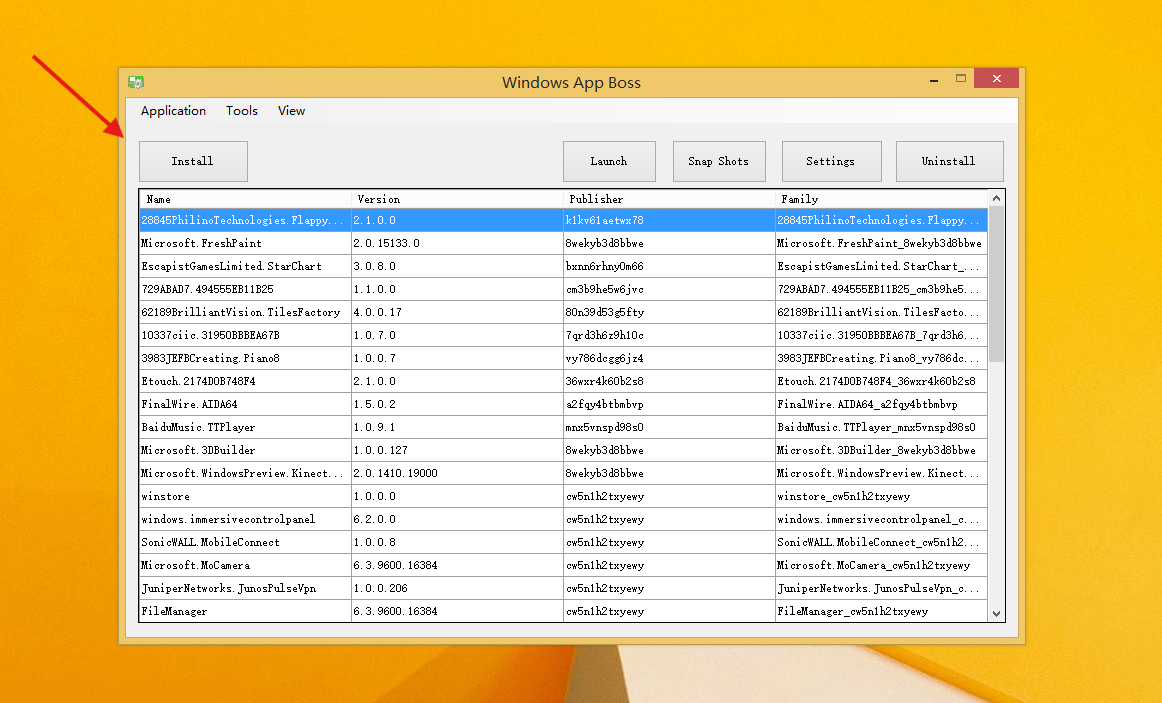 Windows App Boss
Application Tools View
Install Launch Snap Shots Settings Uninstall
Name Version Publisher Family
28845PhilinoTechnologies.Flappy... 2.1.0.0 k1kv61aetwx78 28845PhilinoTechnologies.Flappy...
Microsoft.FreshPaint 2.0.15133.0 8wekyb3d8bbwe Microsoft.FreshPaint_8wekyb3d8bbwe
EscapistGamesLimited.StarChart 3.0.8.0 bxnn6rhny0m66 EscapistGamesLimited.StarChart_...
729ABAD7.494555EB11B25 1.1.0.0 cm3b9he5w6jvc 729ABAD7.494555EB11B25_cm3b9he5...
62189BrilliantVision.TilesFactory 4.0.0.17 80n39d53g5fty 62189BrilliantVision.TilesFacto...
10337ciic.31950BBBEA67B 1.0.7.0 7qrd3h6z9h10c 10337ciic.31950BBBEA67B_7qrd3h6...
3983JEFBCreating.Piano8 1.0.0.7 vy786dcgg6jz4 3983JEFBCreating.Piano8_vy786dc...
Etouch.2174D0B748F4 2.1.0.0 36wxr4k60b2s8 Etouch.2174D0B748F4_36wxr4k60b2s8
FinalWire.AIDA64 1.5.0.2 a2fqy4btbmbvp FinalWire.AIDA64_a2fqy4btbmbvp
BaiduMusic.TTPlayer 1.0.9.1 mnx5vnspd98s0 BaiduMusic.TTPlayer_mnx5vnspd98s0
Microsoft.3DBuilder 1.0.0.127 8wekyb3d8bbwe Microsoft.3DBuilder_8wekyb3d8bbwe
Microsoft.WindowsPreview.Kinect... 2.0.1410.19000 8wekyb3d8bbwe Microsoft.WindowsPreview.Kinect...
winstore 1.0.0.0 cw5n1h2txyewy winstore_cw5n1h2txyewy
windows.immersivecontrolpanel 6.2.0.0 cw5n1h2txyewy windows.immersivecontrolpanel_c...
SonicWALL.MobileConnect 1.0.0.8 cw5n1h2txyewy SonicWALL.MobileConnect_cw5n1h2...
Microsoft.MoCamera 6.3.9600.16384 cw5n1h2txyewy Microsoft.MoCamera_cw5n1h2txyewy
JuniperNetworks.JunosPulseVpn 1.0.0.206 cw5n1h2txyewy JuniperNetworks.JunosPulseVpn_c...
FileManager 6.3.9600.16384 cw5n1h2txyewy FileManager_cw5n1h2txyewy